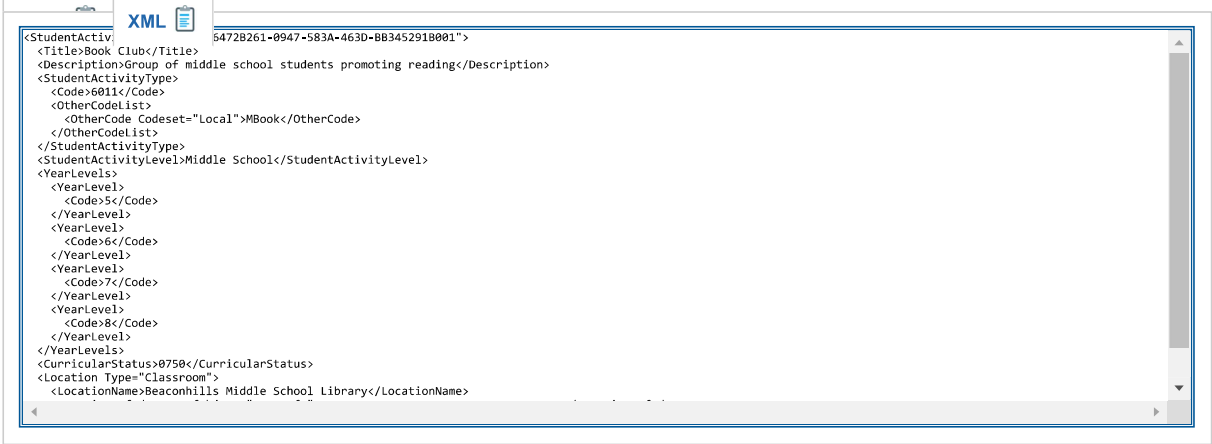 XML
<StudentActiv 6472B261-0947-583A-463D-BB345291B001">
  <Title>Book Club</Title>
  <Description>Group of middle school students promoting reading</Description>
  <StudentActivityType>
    <Code>6011</Code>
    <OtherCodeList>
      <OtherCode Codeset="Local">MBook</OtherCode>
    </OtherCodeList>
  </StudentActivityType>
  <StudentActivityLevel>Middle School</StudentActivityLevel>
  <YearLevels>
    <YearLevel>
      <Code>5</Code>
    </YearLevel>
    <YearLevel>
      <Code>6</Code>
    </YearLevel>
    <YearLevel>
      <Code>7</Code>
    </YearLevel>
    <YearLevel>
      <Code>8</Code>
    </YearLevel>
  </YearLevels>
  <CurricularStatus>0750</CurricularStatus>
  <Location Type="Classroom">
    <LocationName>Beaconhills Middle School Library</LocationName>